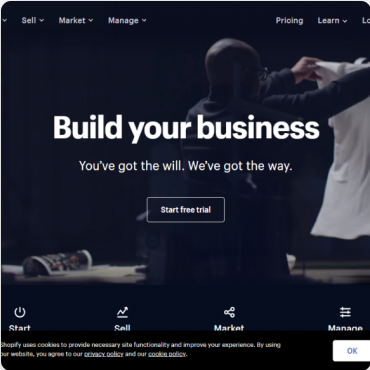 Sell Market Manage Pricing Learn Lo
Build your business
You've got the will. We've got the way.
Start free trial
Start Sell Market Manage
Shopify uses cookies to provide necessary site functionality and improve your experience. By using
our website, you agree to our privacy policy and our cookie policy.
OK